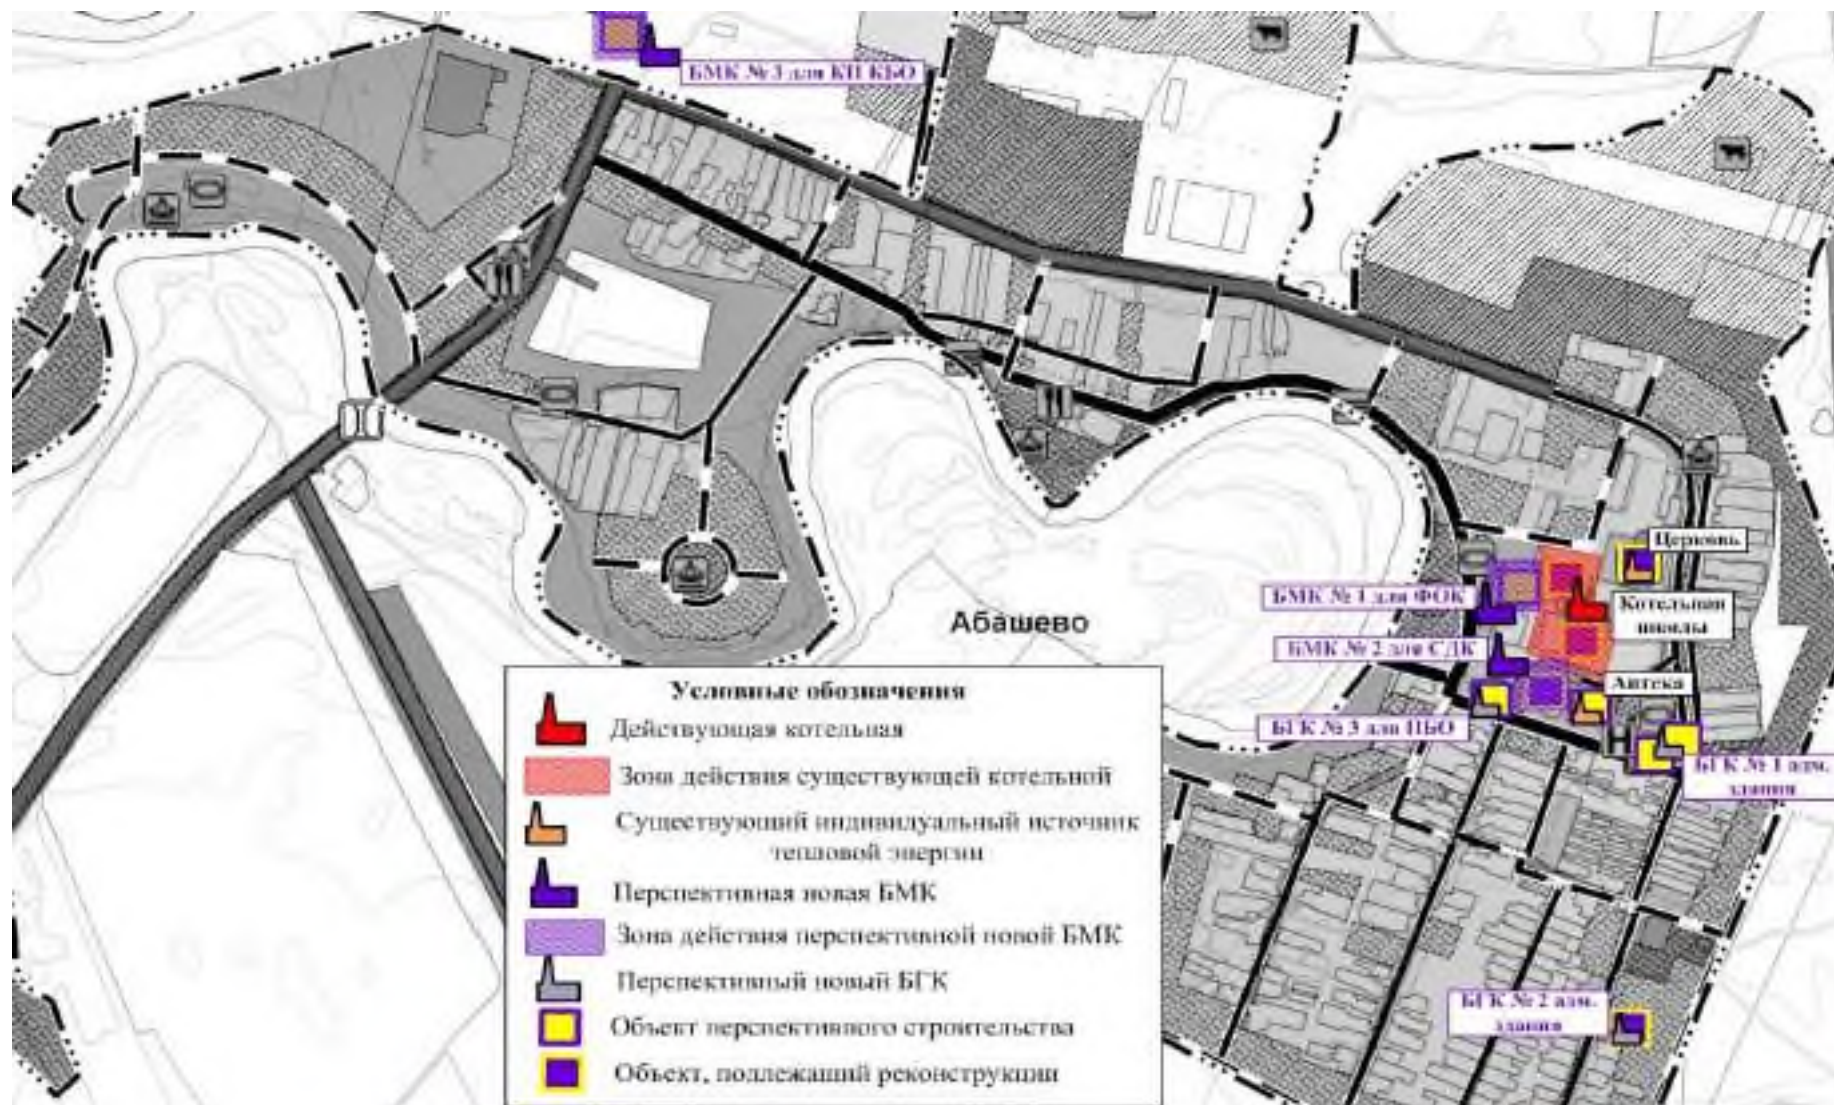 БМК № 3 для КП КБО
Церковь
БМК № 1 для ФОК
Котельная
школы
Абашево
БМК № 2 для СДК
Аптека
БГК № 3 для ПБО
БГК № 1 адм.
здания
БГК № 2 адм.
здания
Условные обозначения
Действующая котельная
Зона действия существующей котельной
Существующий индивидуальный источник
тепловой энергии
Перспективная новая БМК
Зона действия перспективной новой БМК
Перспективный новый БГК
Объект перспективного строительства
Объект, подлежащий реконструкции